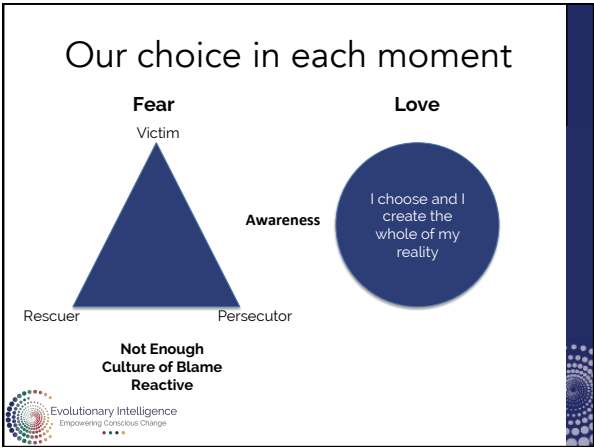 Our choice in each moment
Fear
Love
Victim
Awareness
I choose and I
create the
whole of my
reality
Rescuer
Persecutor
Not Enough
Culture of Blame
Reactive
Evolutionary Intelligence
Empowering Conscious Change